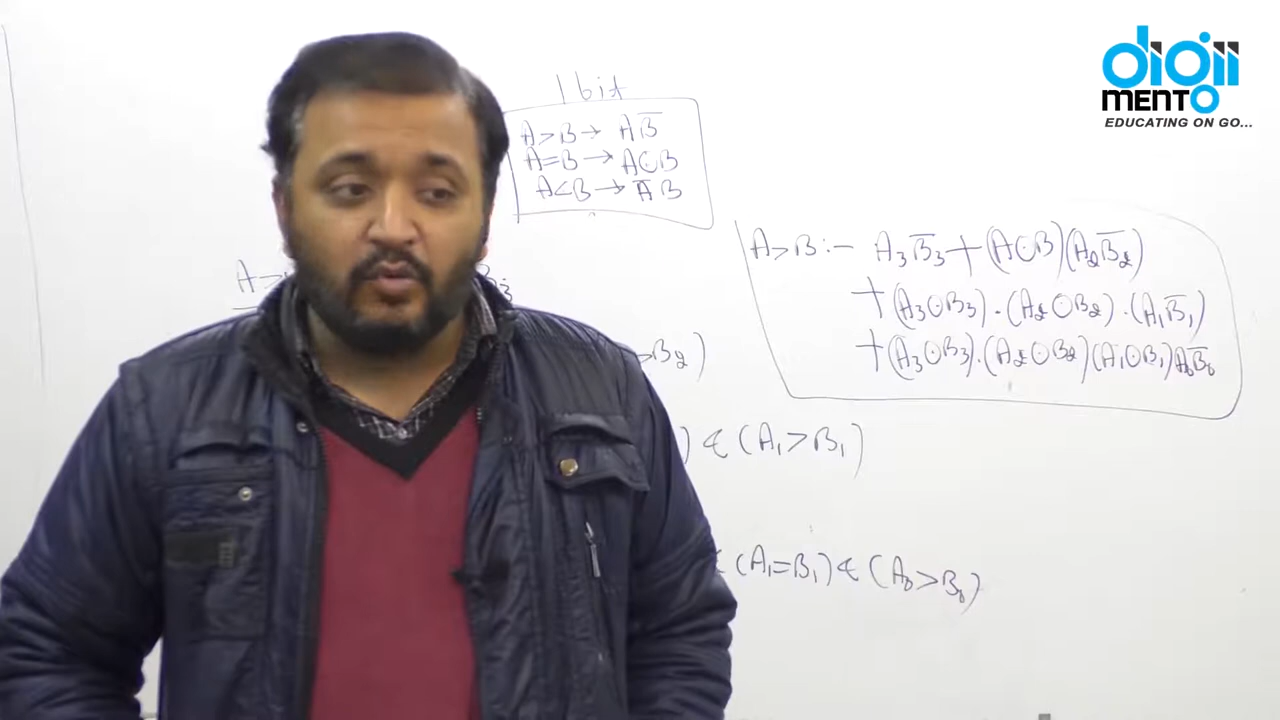 digii
MENTO
EDUCATING ON GO...
1 bit
A>B→ AB̅
A=B → A⊙B
A<B → A̅B
A>B :- A₃B̅₃ + (A⊙B)(A₂B̅₂)
+ (A₃⊙B₃) · (A₂⊙B₂) · (A₁B̅₁)
+ (A₃⊙B₃) · (A₂⊙B₂)(A₁⊙B₁)A₀B̅₀
A>
B₂)
) & (A₁>B₁)
& (A₁=B₁) & (A₀>B₀)